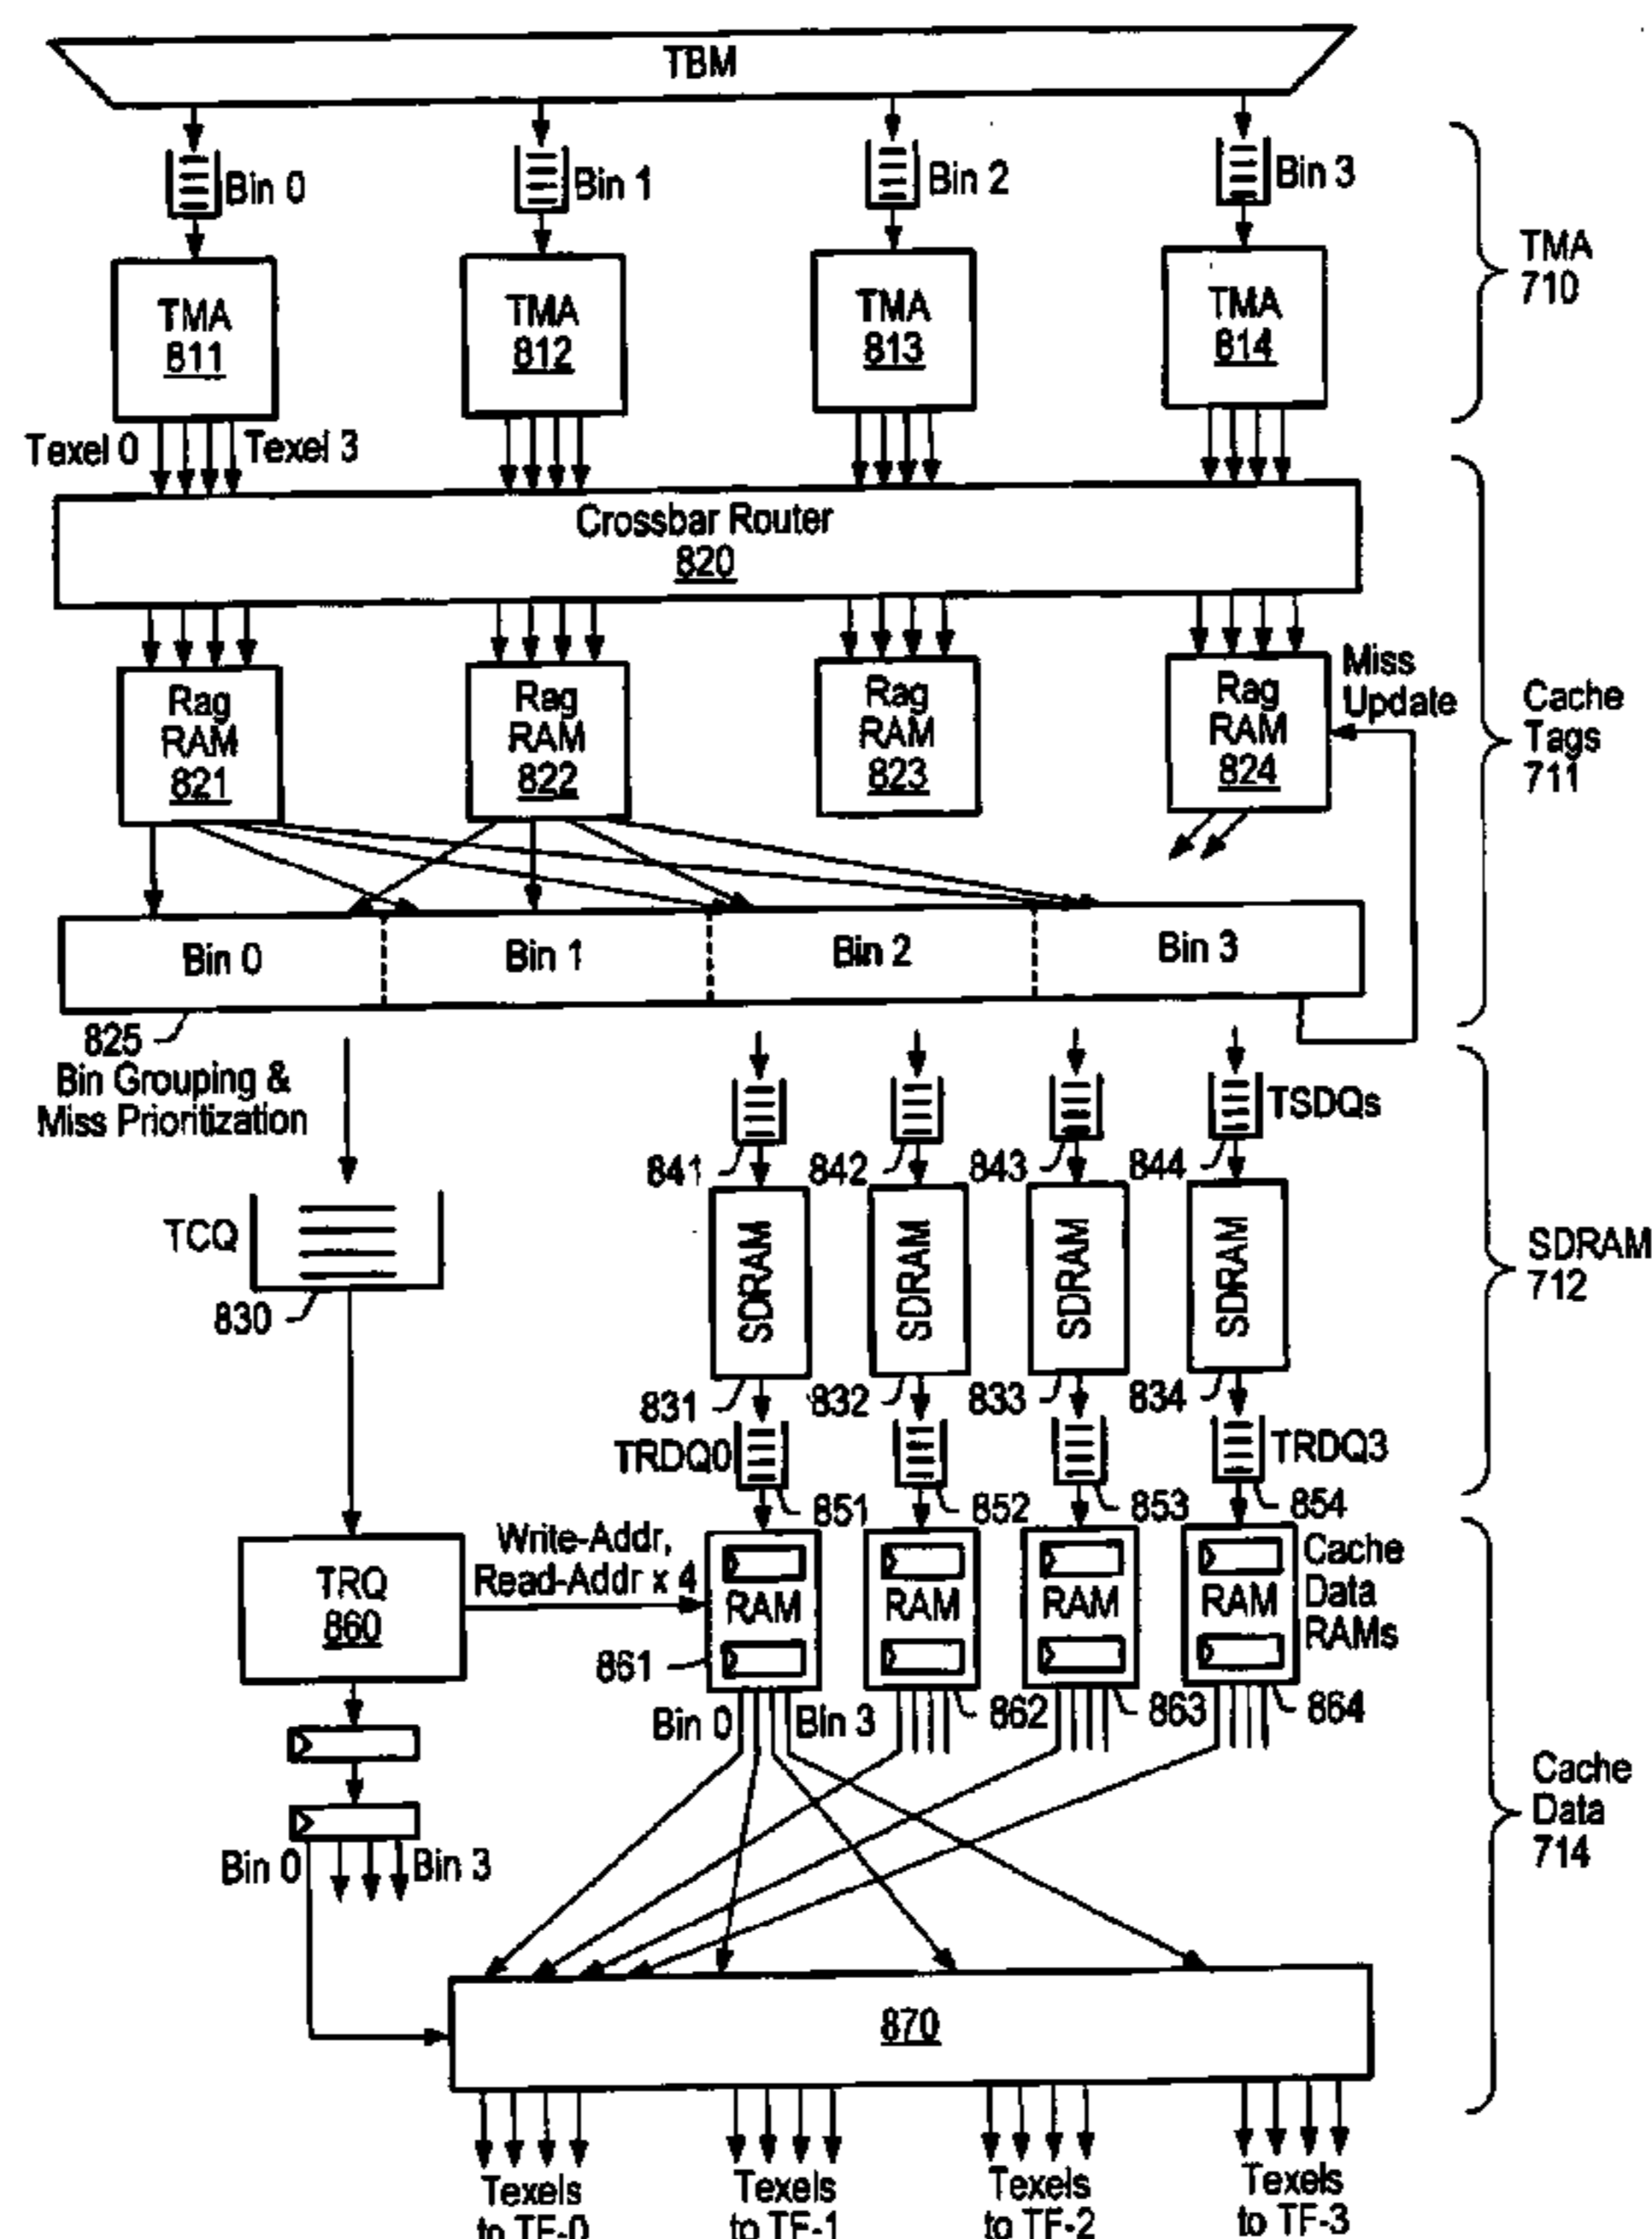 TBM
Bin 0
Bin 1
Bin 2
Bin 3
TMA
811
TMA
812
TMA
813
TMA
814
TMA
710
Texel 0
Texel 3
Crossbar Router
820
Rag
RAM
821
Rag
RAM
822
Rag
RAM
823
Rag
RAM
824
Miss
Update
Cache
Tags
711
Bin 0
Bin 1
Bin 2
Bin 3
825
Bin Grouping &
Miss Prioritization
TSDQs
841
842
843
844
TCQ
830
SDRAM
SDRAM
SDRAM
SDRAM
SDRAM
712
831
832
833
834
TRDQ0
TRDQ3
851
852
853
854
TRQ
860
Write-Addr,
Read-Addr x 4
RAM
RAM
RAM
RAM
Cache
Data
RAMs
861
862
863
864
Bin 0
Bin 3
Bin 0
Bin 3
Cache
Data
714
870
Texels
to TF-0
Texels
to TF-1
Texels
to TF-2
Texels
to TF-3